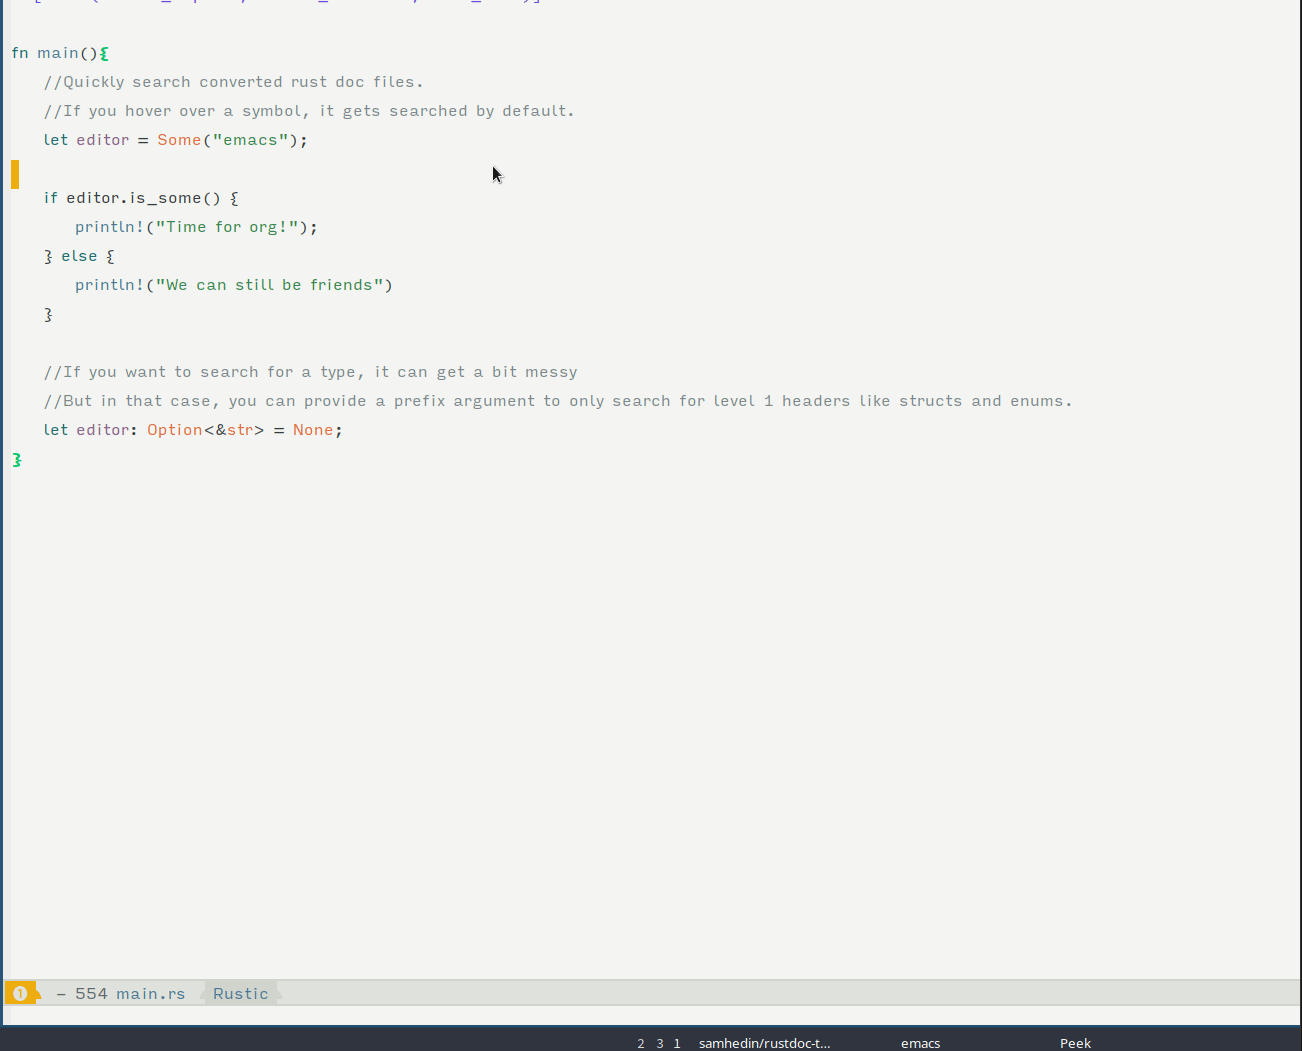 fn main(){
//Quickly search converted rust doc files.
//If you hover over a symbol, it gets searched by default.
let editor = Some("emacs");
if editor.is_some() {
println!("Time for org!");
} else {
println!("We can still be friends")
}
//If you want to search for a type, it can get a bit messy
//But in that case, you can provide a prefix argument to only search for level 1 headers like structs and enums.
let editor: Option<&str> = None;
}
1 - 554 main.rs Rustic
2 3 1 samhedin/rustdoc-t... emacs Peek